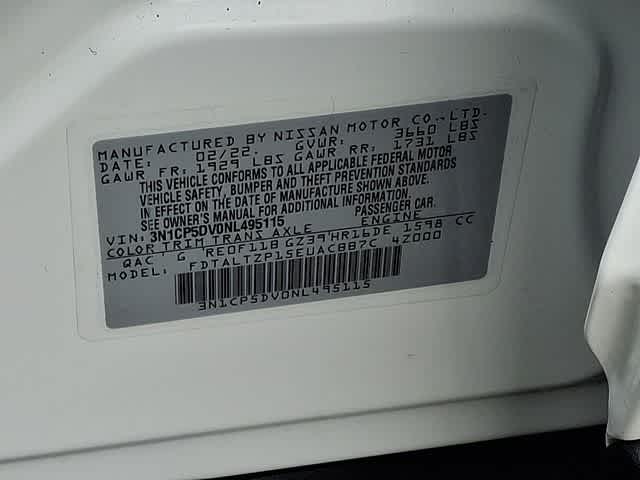 MANUFACTURED BY NISSAN MOTOR CO., LTD.
DATE: 02/22 GVWR: 3660 LBS
GAWR FR: 1929 LBS GAWR RR: 1731 LBS
THIS VEHICLE CONFORMS TO ALL APPLICABLE FEDERAL MOTOR
VEHICLE SAFETY, BUMPER AND THEFT PREVENTION STANDARDS
IN EFFECT ON THE DATE OF MANUFACTURE SHOWN ABOVE.
SEE OWNER'S MANUAL FOR ADDITIONAL INFORMATION
VIN: 3N1CP5DV0NL495115 PASSENGER CAR.
COLOR TRIM TRANS AXLE ENGINE
QAC G RE0F11B GZ39 HR16DE 1598 CC
MODEL: FDTALTZP15EUACBB7C 42000
3N1CP5DV0NL495115